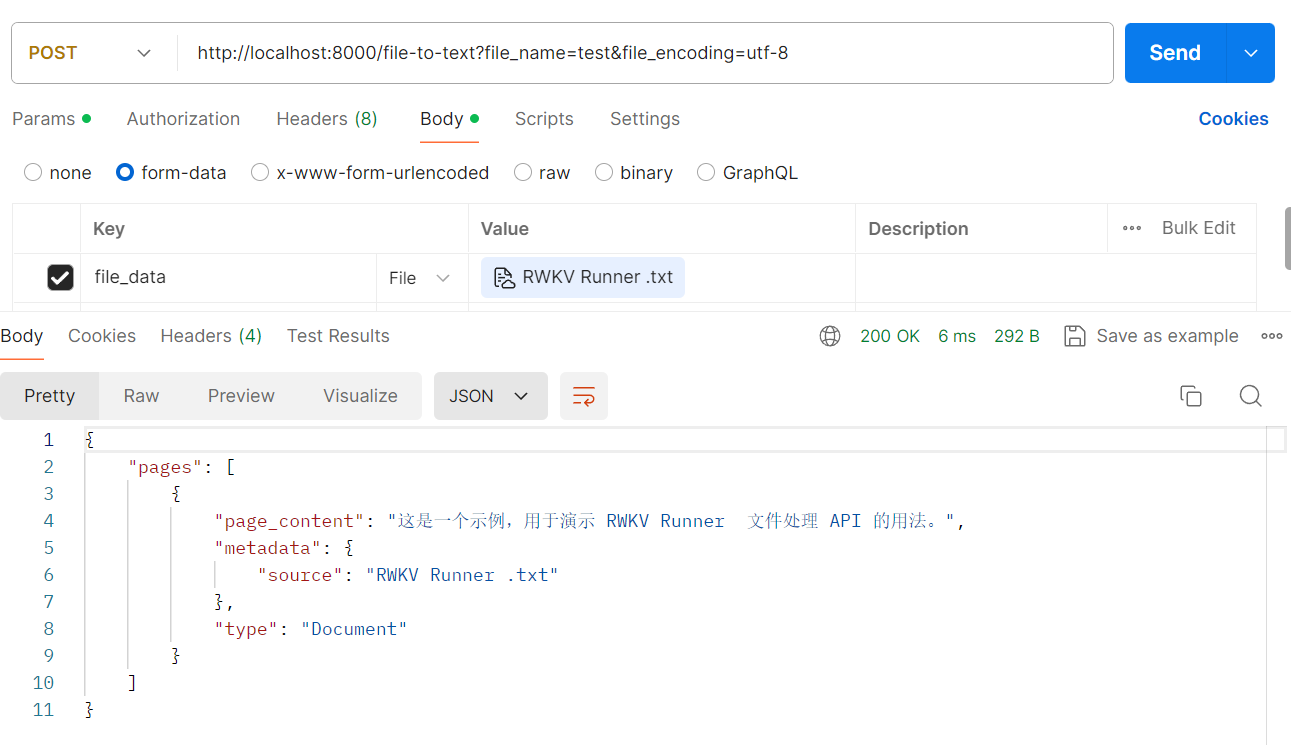 POST http://localhost:8000/file-to-text?file_name=test&file_encoding=utf-8 Send
Params Authorization Headers (8) Body Scripts Settings Cookies
none form-data x-www-form-urlencoded raw binary GraphQL
Key Value Description Bulk Edit
file_data File RWKV Runner .txt
Body Cookies Headers (4) Test Results 200 OK 6 ms 292 B Save as example
Pretty Raw Preview Visualize JSON
1 {
2 "pages": [
3 {
4 "page_content": "这是一个示例，用于演示 RWKV Runner  文件处理 API 的用法。",
5 "metadata": {
6 "source": "RWKV Runner .txt"
7 },
8 "type": "Document"
9 }
10 ]
11 }